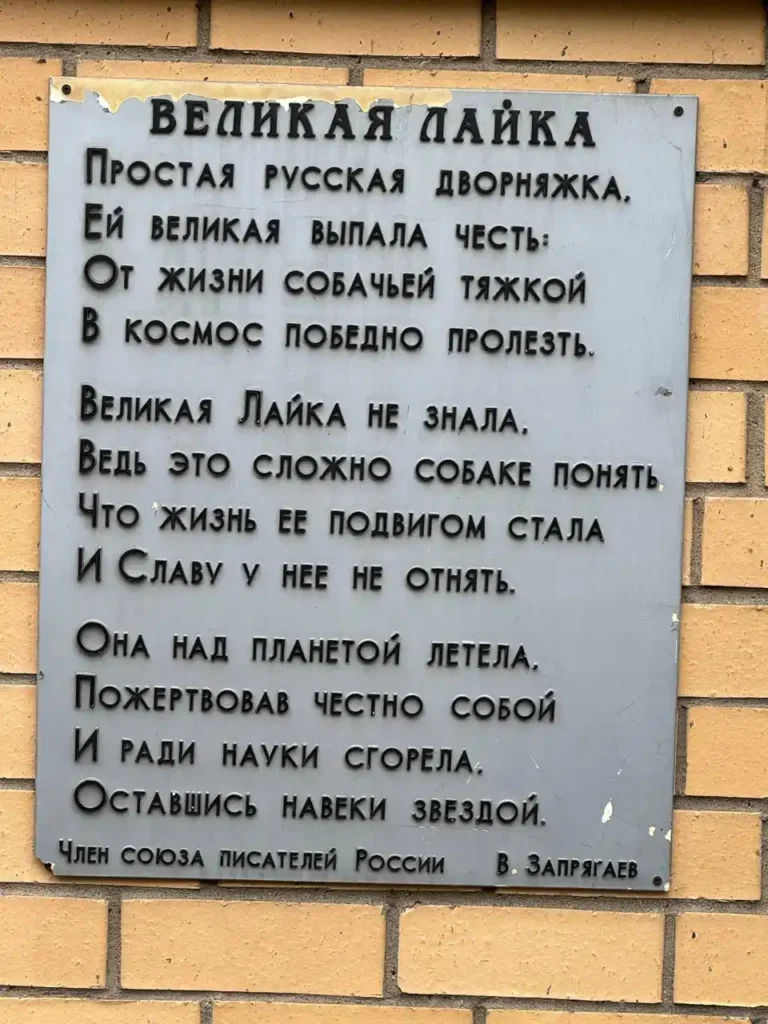 ВЕЛИКАЯ ЛАЙКА
Простая русская дворняжка,
Ей великая выпала честь:
От жизни собачьей тяжкой
В космос победно пролезть.
Великая Лайка не знала,
Ведь это сложно собаке понять,
Что жизнь ее подвигом стала
И Славу у нее не отнять.
Она над планетой летела,
Пожертвовав честно собой
И ради науки сгорела,
Оставшись навеки звездой.
Член союза писателей России В. Запрягаев